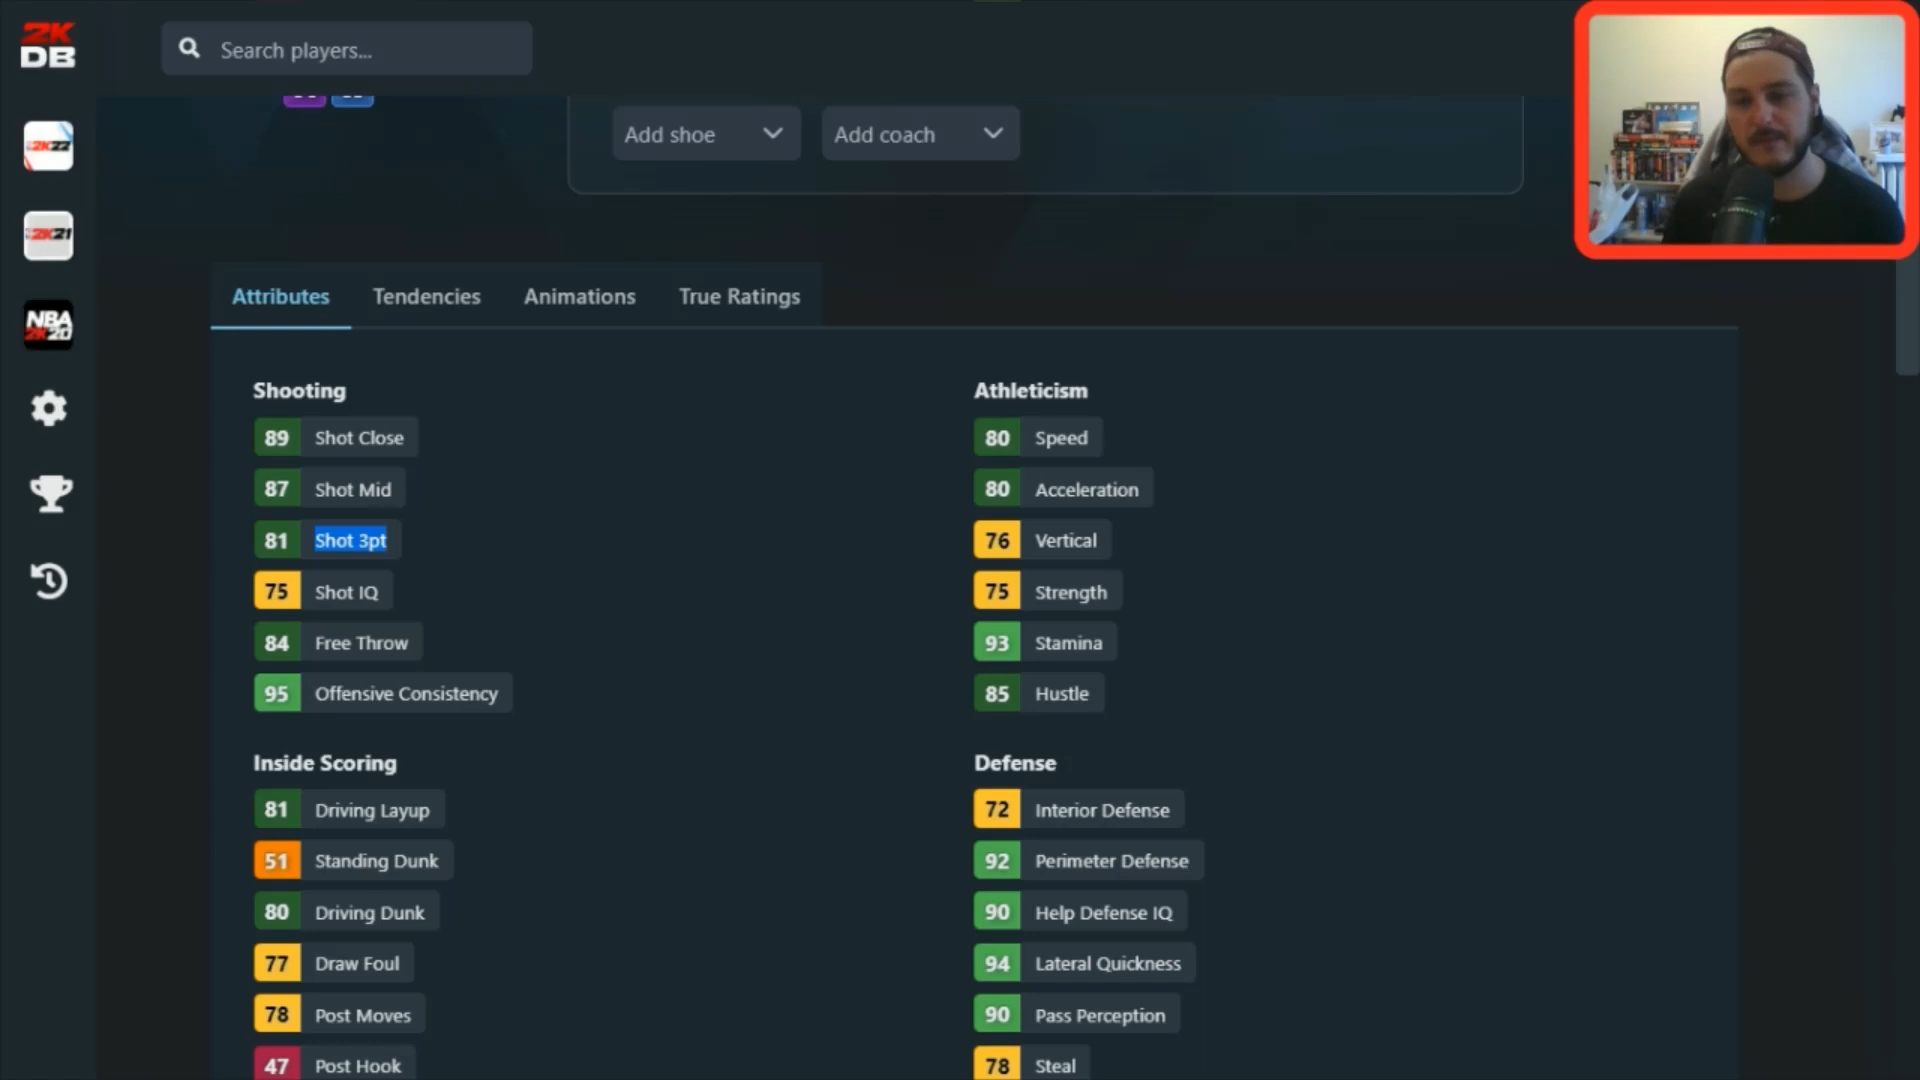 2K
DB
Search players...
2K22
2K21
NBA
2K20
Add shoe
Add coach
Attributes
Tendencies
Animations
True Ratings
Shooting
89 Shot Close
87 Shot Mid
81 Shot 3pt
75 Shot IQ
84 Free Throw
95 Offensive Consistency
Inside Scoring
81 Driving Layup
51 Standing Dunk
80 Driving Dunk
77 Draw Foul
78 Post Moves
47 Post Hook
Athleticism
80 Speed
80 Acceleration
76 Vertical
75 Strength
93 Stamina
85 Hustle
Defense
72 Interior Defense
92 Perimeter Defense
90 Help Defense IQ
94 Lateral Quickness
90 Pass Perception
78 Steal